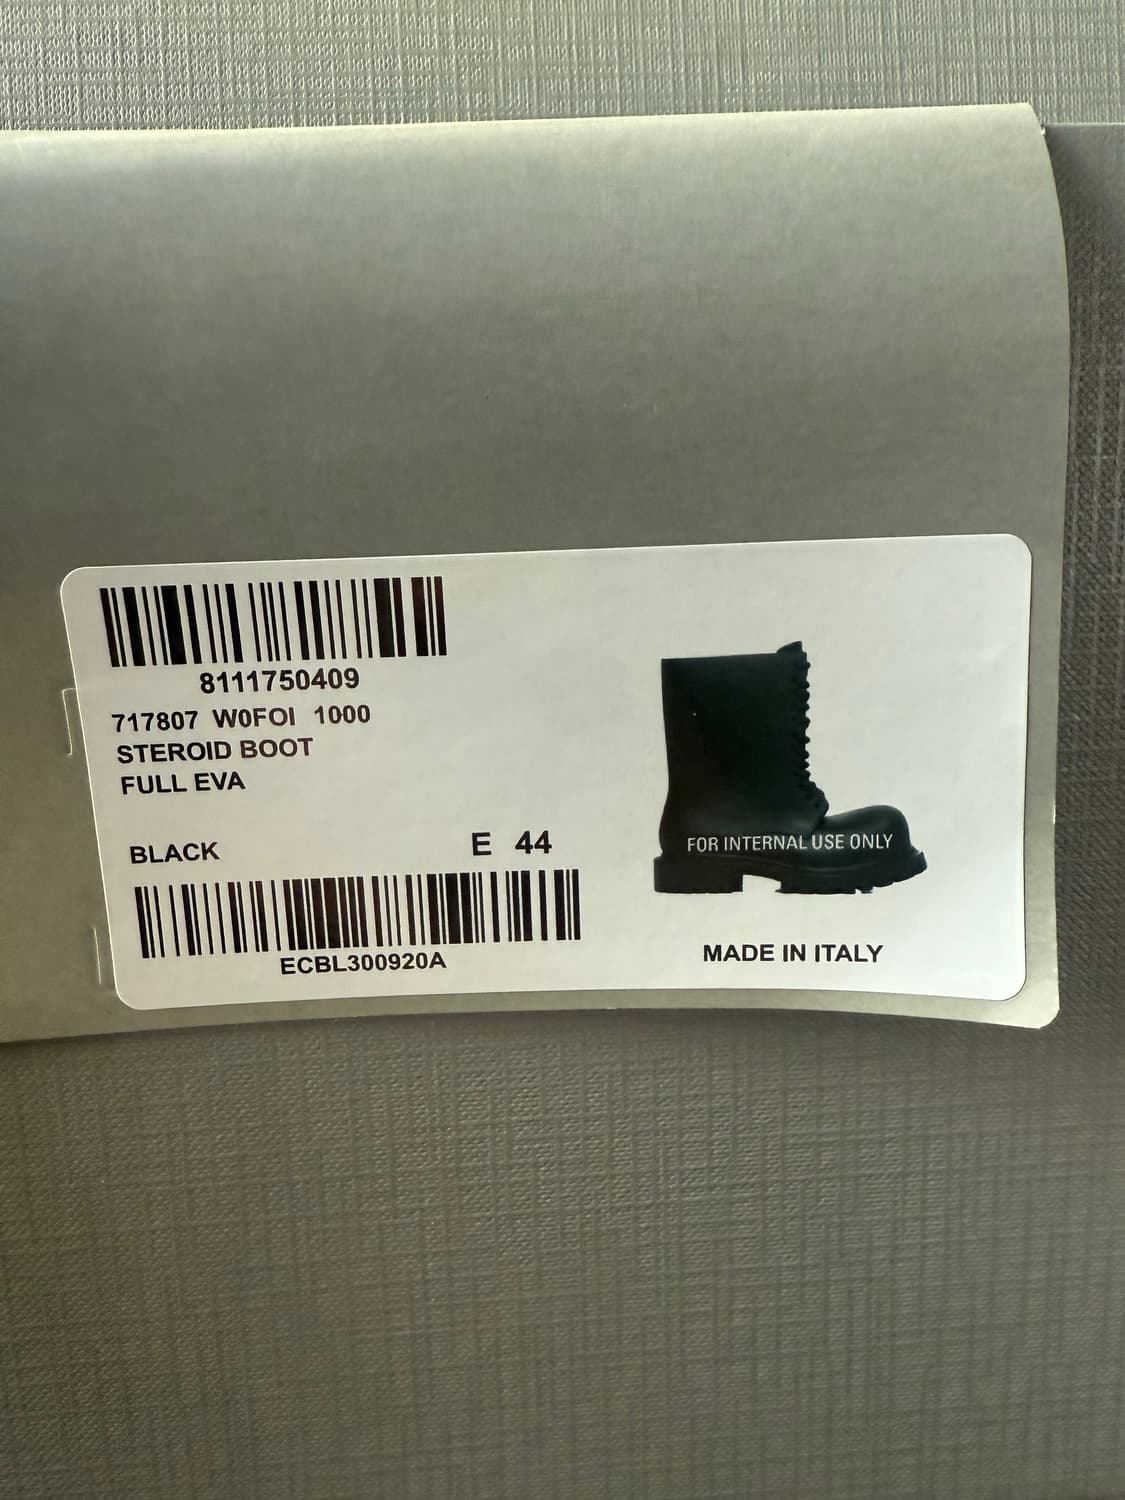 8111750409
717807 W0FOI 1000
STEROID BOOT
FULL EVA
BLACK E 44
ECBL300920A
FOR INTERNAL USE ONLY
MADE IN ITALY